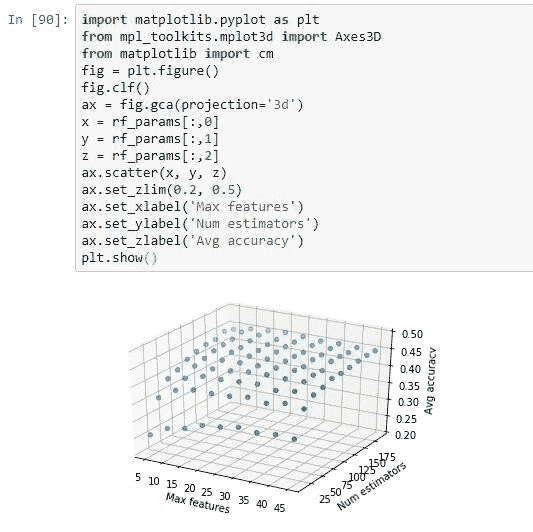 In [90]: import matplotlib.pyplot as plt
from mpl_toolkits.mplot3d import Axes3D
from matplotlib import cm
fig = plt.figure()
fig.clf()
ax = fig.gca(projection='3d')
x = rf_params[:,0]
y = rf_params[:,1]
z = rf_params[:,2]
ax.scatter(x, y, z)
ax.set_zlim(0.2, 0.5)
ax.set_xlabel('Max features')
ax.set_ylabel('Num estimators')
ax.set_zlabel('Avg accuracy')
plt.show()
0.50
0.45
0.40
0.35
0.30
0.25
0.20
Avg accuracy
5 10 15 20 25 30 35 40 45
Max features
25 50 75 100 125 150 175
Num estimators